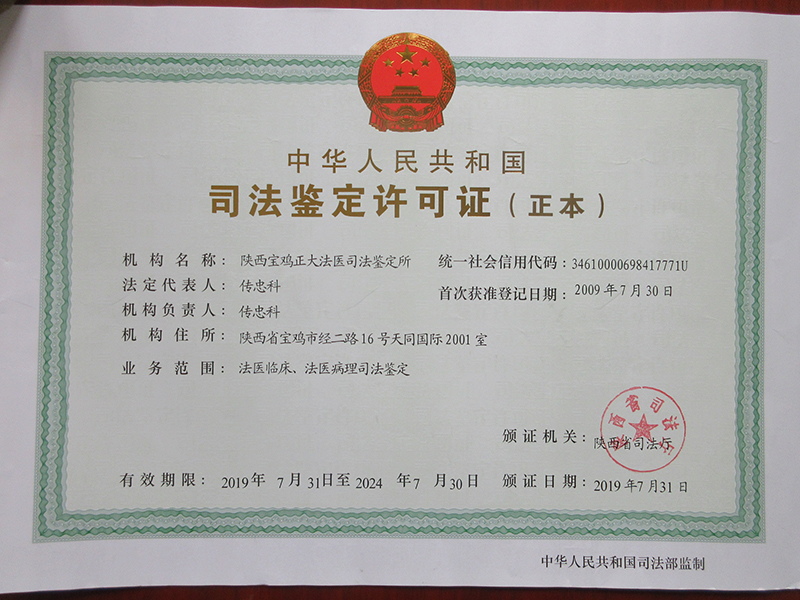 中华人民共和国
司法鉴定许可证（正本）
机构名称：陕西宝鸡正大法医司法鉴定所
统一社会信用代码：34610000698417771U
法定代表人：传忠科
首次获准登记日期：2009年7月30日
机构负责人：传忠科
机构住所：陕西省宝鸡市经二路16号天同国际2001室
业务范围：法医临床、法医病理司法鉴定
颁证机关：陕西省司法厅
陕西省司法厅
有效期限：2019年7月31日至2024年7月30日
颁证日期：2019年7月31日
中华人民共和国司法部监制